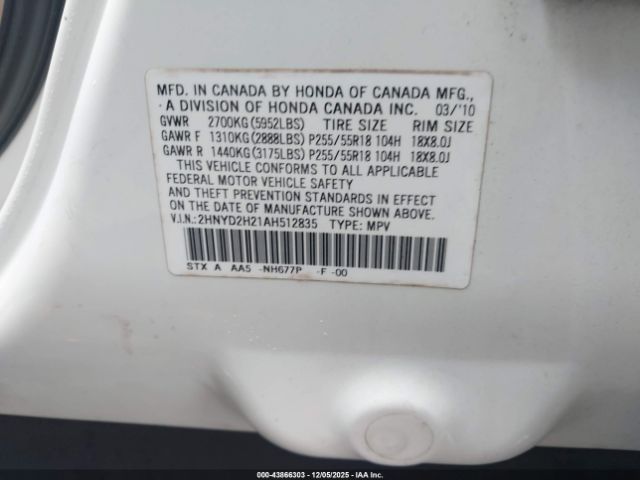 MFD. IN CANADA BY HONDA OF CANADA MFG.,
A DIVISION OF HONDA CANADA INC. 03/'10
GVWR 2700KG(5952LBS) TIRE SIZE RIM SIZE
GAWR F 1310KG(2888LBS) P255/55R18 104H 18X8.0J
GAWR R 1440KG(3175LBS) P255/55R18 104H 18X8.0J
THIS VEHICLE CONFORMS TO ALL APPLICABLE
FEDERAL MOTOR VEHICLE SAFETY
AND THEFT PREVENTION STANDARDS IN EFFECT ON
THE DATE OF MANUFACTURE SHOWN ABOVE.
V.I.N.:2HNYD2H21AH512835 TYPE: MPV
STX A AA5 -NH677P -F -00
000-43866303 - 12/05/2025 - IAA Inc.